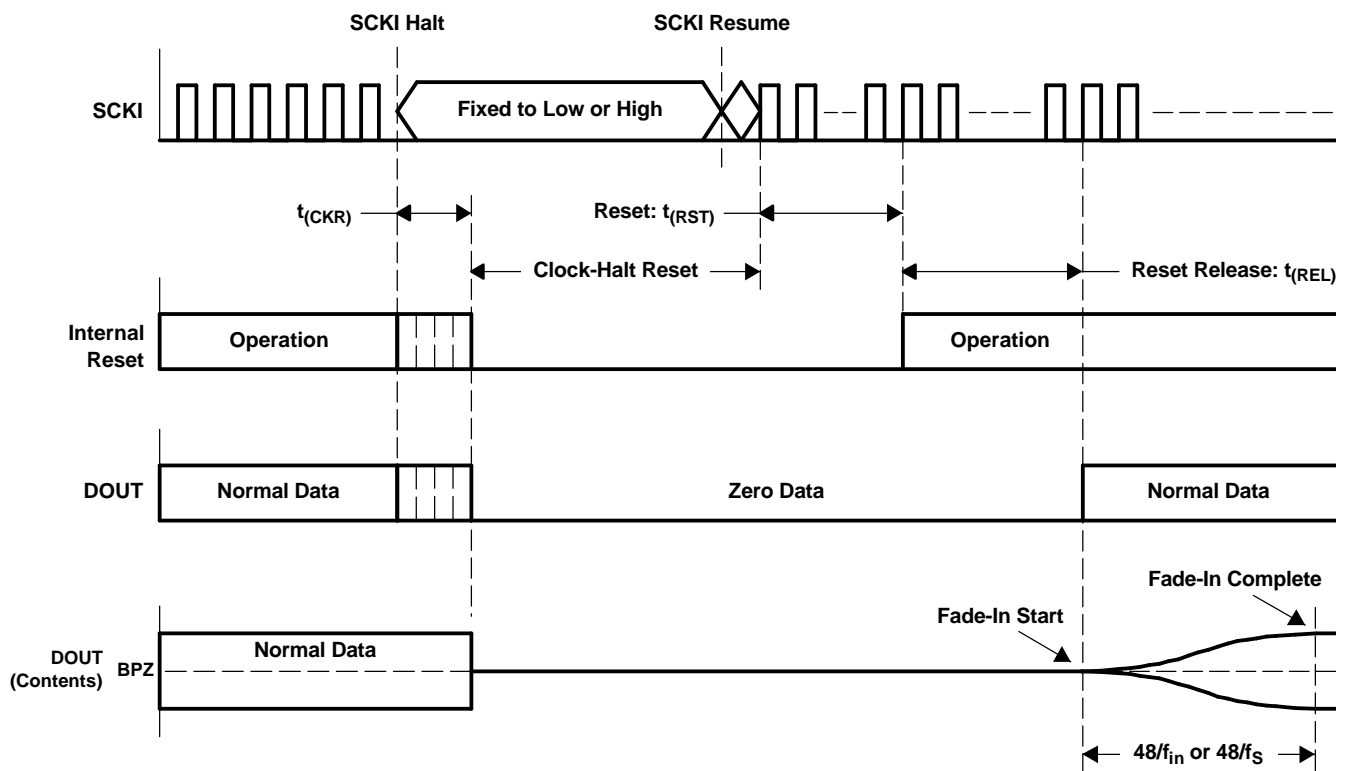 SCKI Halt
SCKI Resume
SCKI
Fixed to Low or High
t(CKR)
Reset: t(RST)
Clock-Halt Reset
Reset Release: t(REL)
Internal
Reset
Operation
Operation
DOUT
Normal Data
Zero Data
Normal Data
Fade-In Complete
Fade-In Start
DOUT
(Contents)
BPZ
Normal Data
48/fin or 48/fS